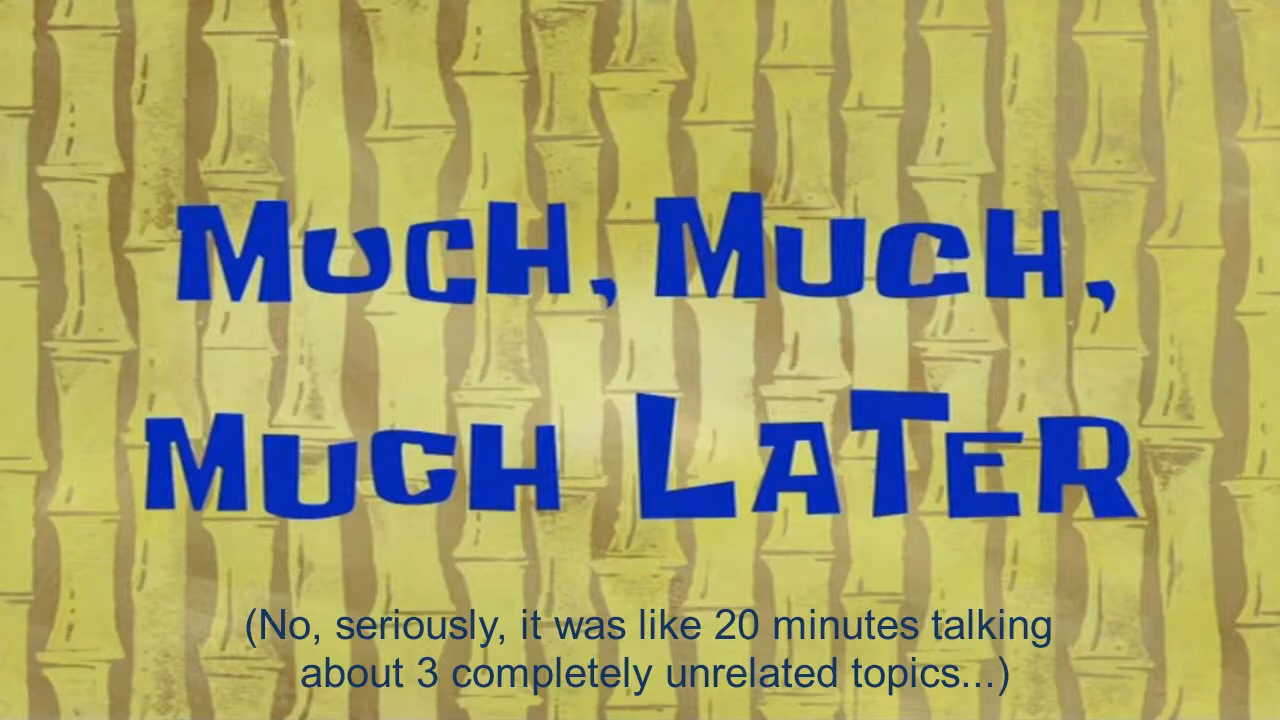 Much, Much,
Much Later
(No, seriously, it was like 20 minutes talking
about 3 completely unrelated topics...)